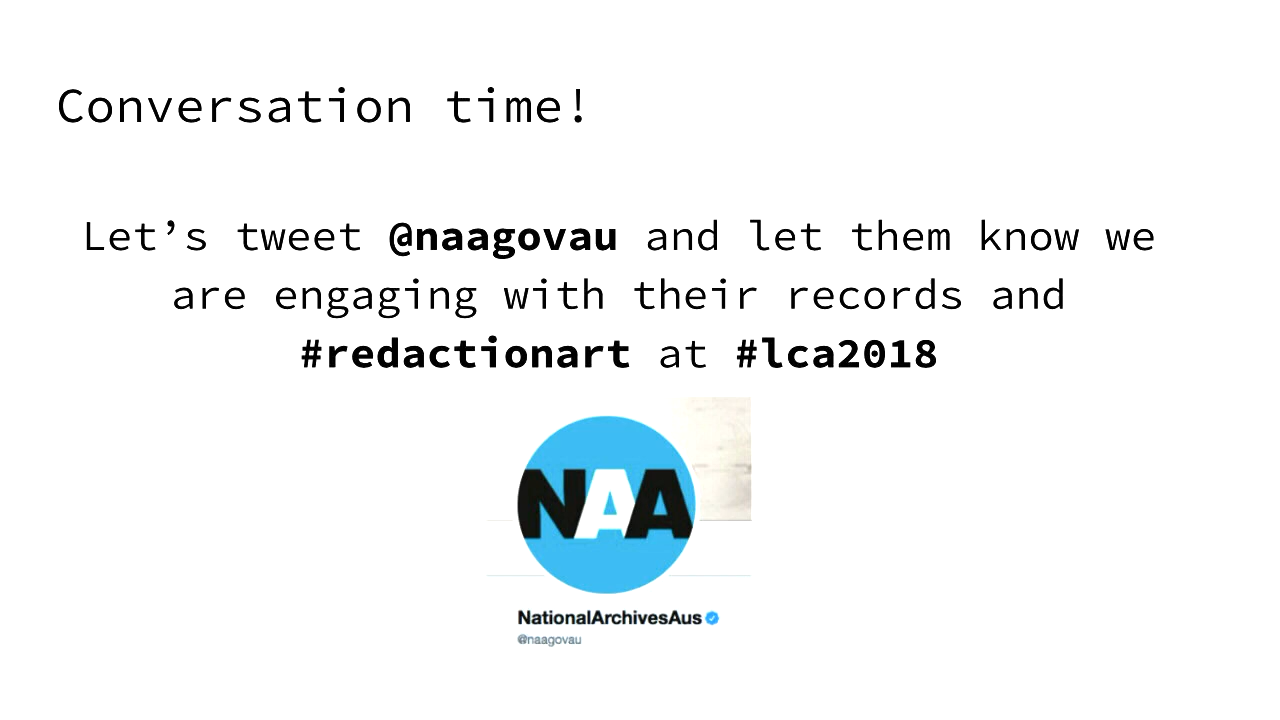 Conversation time!
Let’s tweet @naagovau and let them know we
are engaging with their records and
#redactionart at #lca2018
NAA
NationalArchivesAus
@naagovau